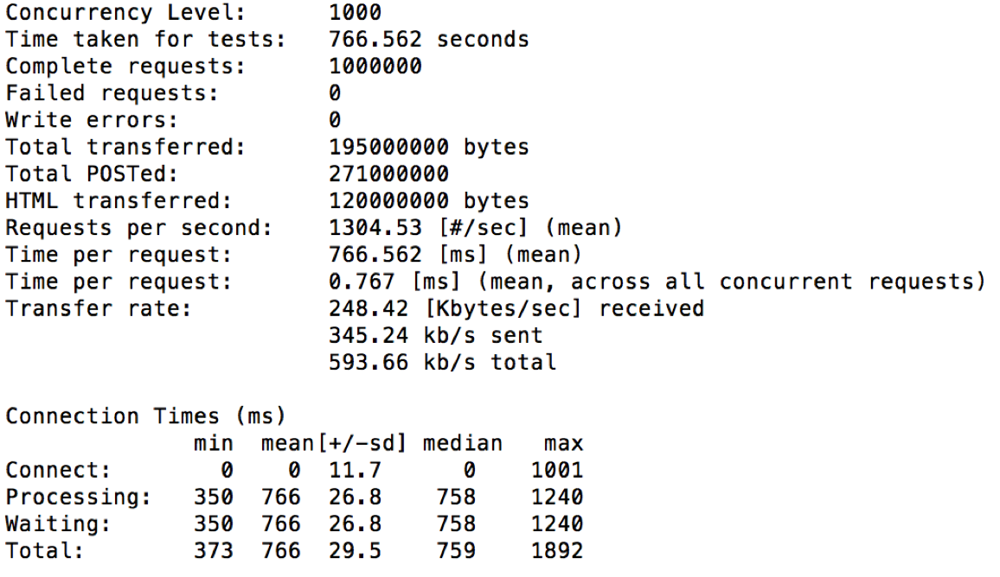 Concurrency Level:      1000
Time taken for tests:   766.562 seconds
Complete requests:      1000000
Failed requests:        0
Write errors:           0
Total transferred:      195000000 bytes
Total POSTed:           271000000
HTML transferred:       120000000 bytes
Requests per second:    1304.53 [#/sec] (mean)
Time per request:       766.562 [ms] (mean)
Time per request:       0.767 [ms] (mean, across all concurrent requests)
Transfer rate:          248.42 [Kbytes/sec] received
                        345.24 kb/s sent
                        593.66 kb/s total

Connection Times (ms)
              min  mean[+/-sd] median   max
Connect:        0    0  11.7      0    1001
Processing:   350  766  26.8    758    1240
Waiting:      350  766  26.8    758    1240
Total:        373  766  29.5    759    1892